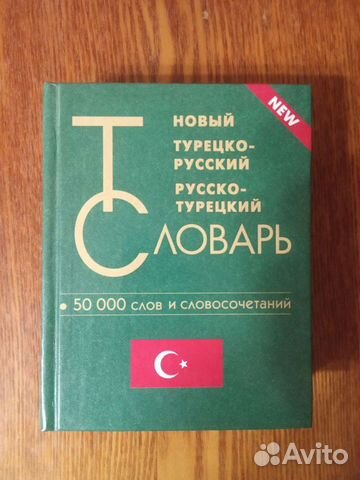 NEW
НОВЫЙ
ТУРЕЦКО-
РУССКИЙ
РУССКО-
ТУРЕЦКИЙ
Т
СЛОВАРЬ
• 50 000 СЛОВ И СЛОВОСОЧЕТАНИЙ
Avito